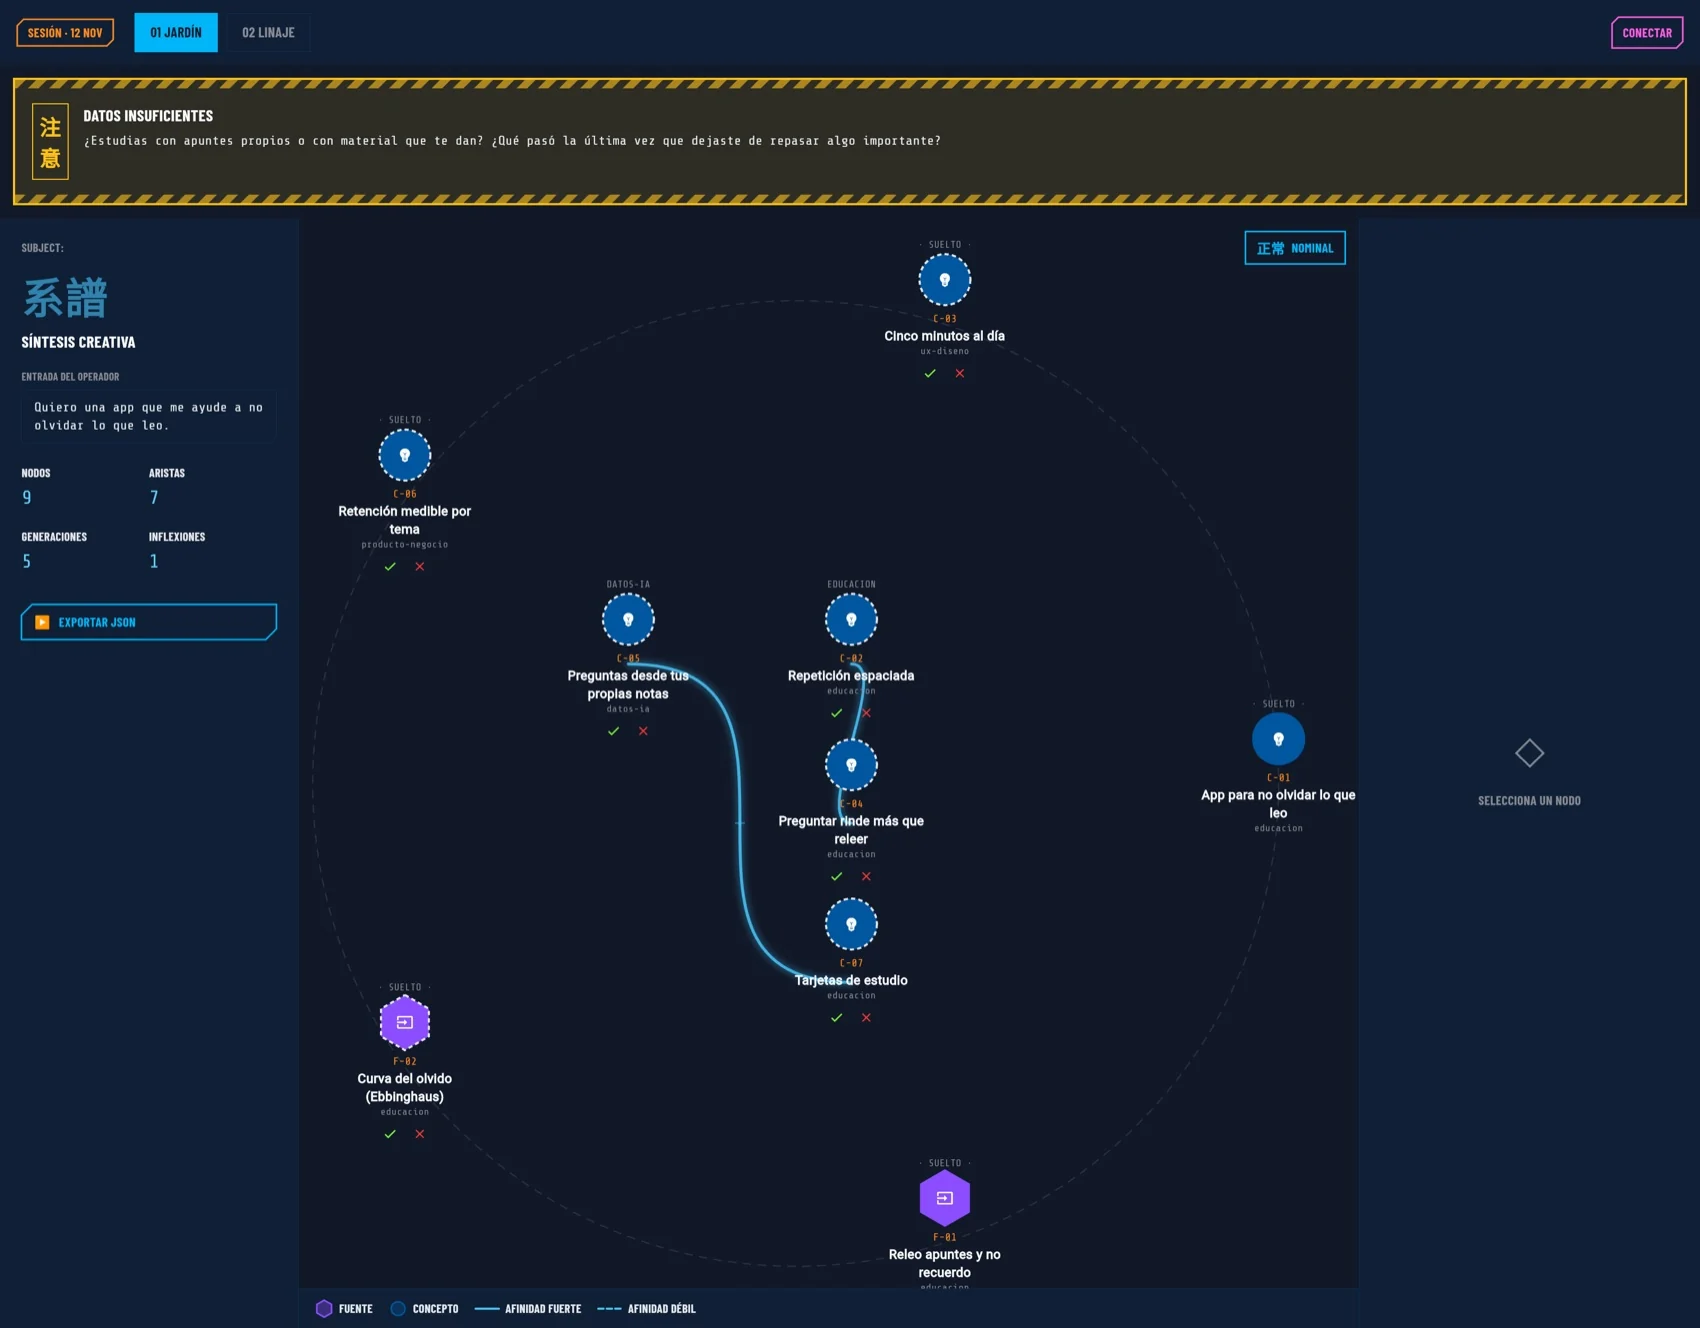 SESIÓN · 12 NOV
01 JARDÍN
02 LINAJE
CONECTAR
注意
DATOS INSUFICIENTES
¿Estudias con apuntes propios o con material que te dan? ¿Qué pasó la última vez que dejaste de repasar algo importante?
SUBJECT:
系譜
SÍNTESIS CREATIVA
ENTRADA DEL OPERADOR
Quiero una app que me ayude a no
olvidar lo que leo.
NODOS
9
ARISTAS
7
GENERACIONES
5
INFLEXIONES
1
EXPORTAR JSON
正常 NOMINAL
· SUELTO ·
C-03
Cinco minutos al día
ux-diseno
· SUELTO ·
C-06
Retención medible por
tema
producto-negocio
DATOS-IA
C-05
Preguntas desde tus
propias notas
datos-ia
EDUCACION
C-02
Repetición espaciada
educacion
C-04
Preguntar rinde más que
releer
educacion
C-07
Tarjetas de estudio
educacion
· SUELTO ·
C-01
App para no olvidar lo que
leo
educacion
· SUELTO ·
F-02
Curva del olvido
(Ebbinghaus)
educacion
· SUELTO ·
F-01
Releo apuntes y no
recuerdo
educacion
SELECCIONA UN NODO
FUENTE
CONCEPTO
AFINIDAD FUERTE
AFINIDAD DÉBIL